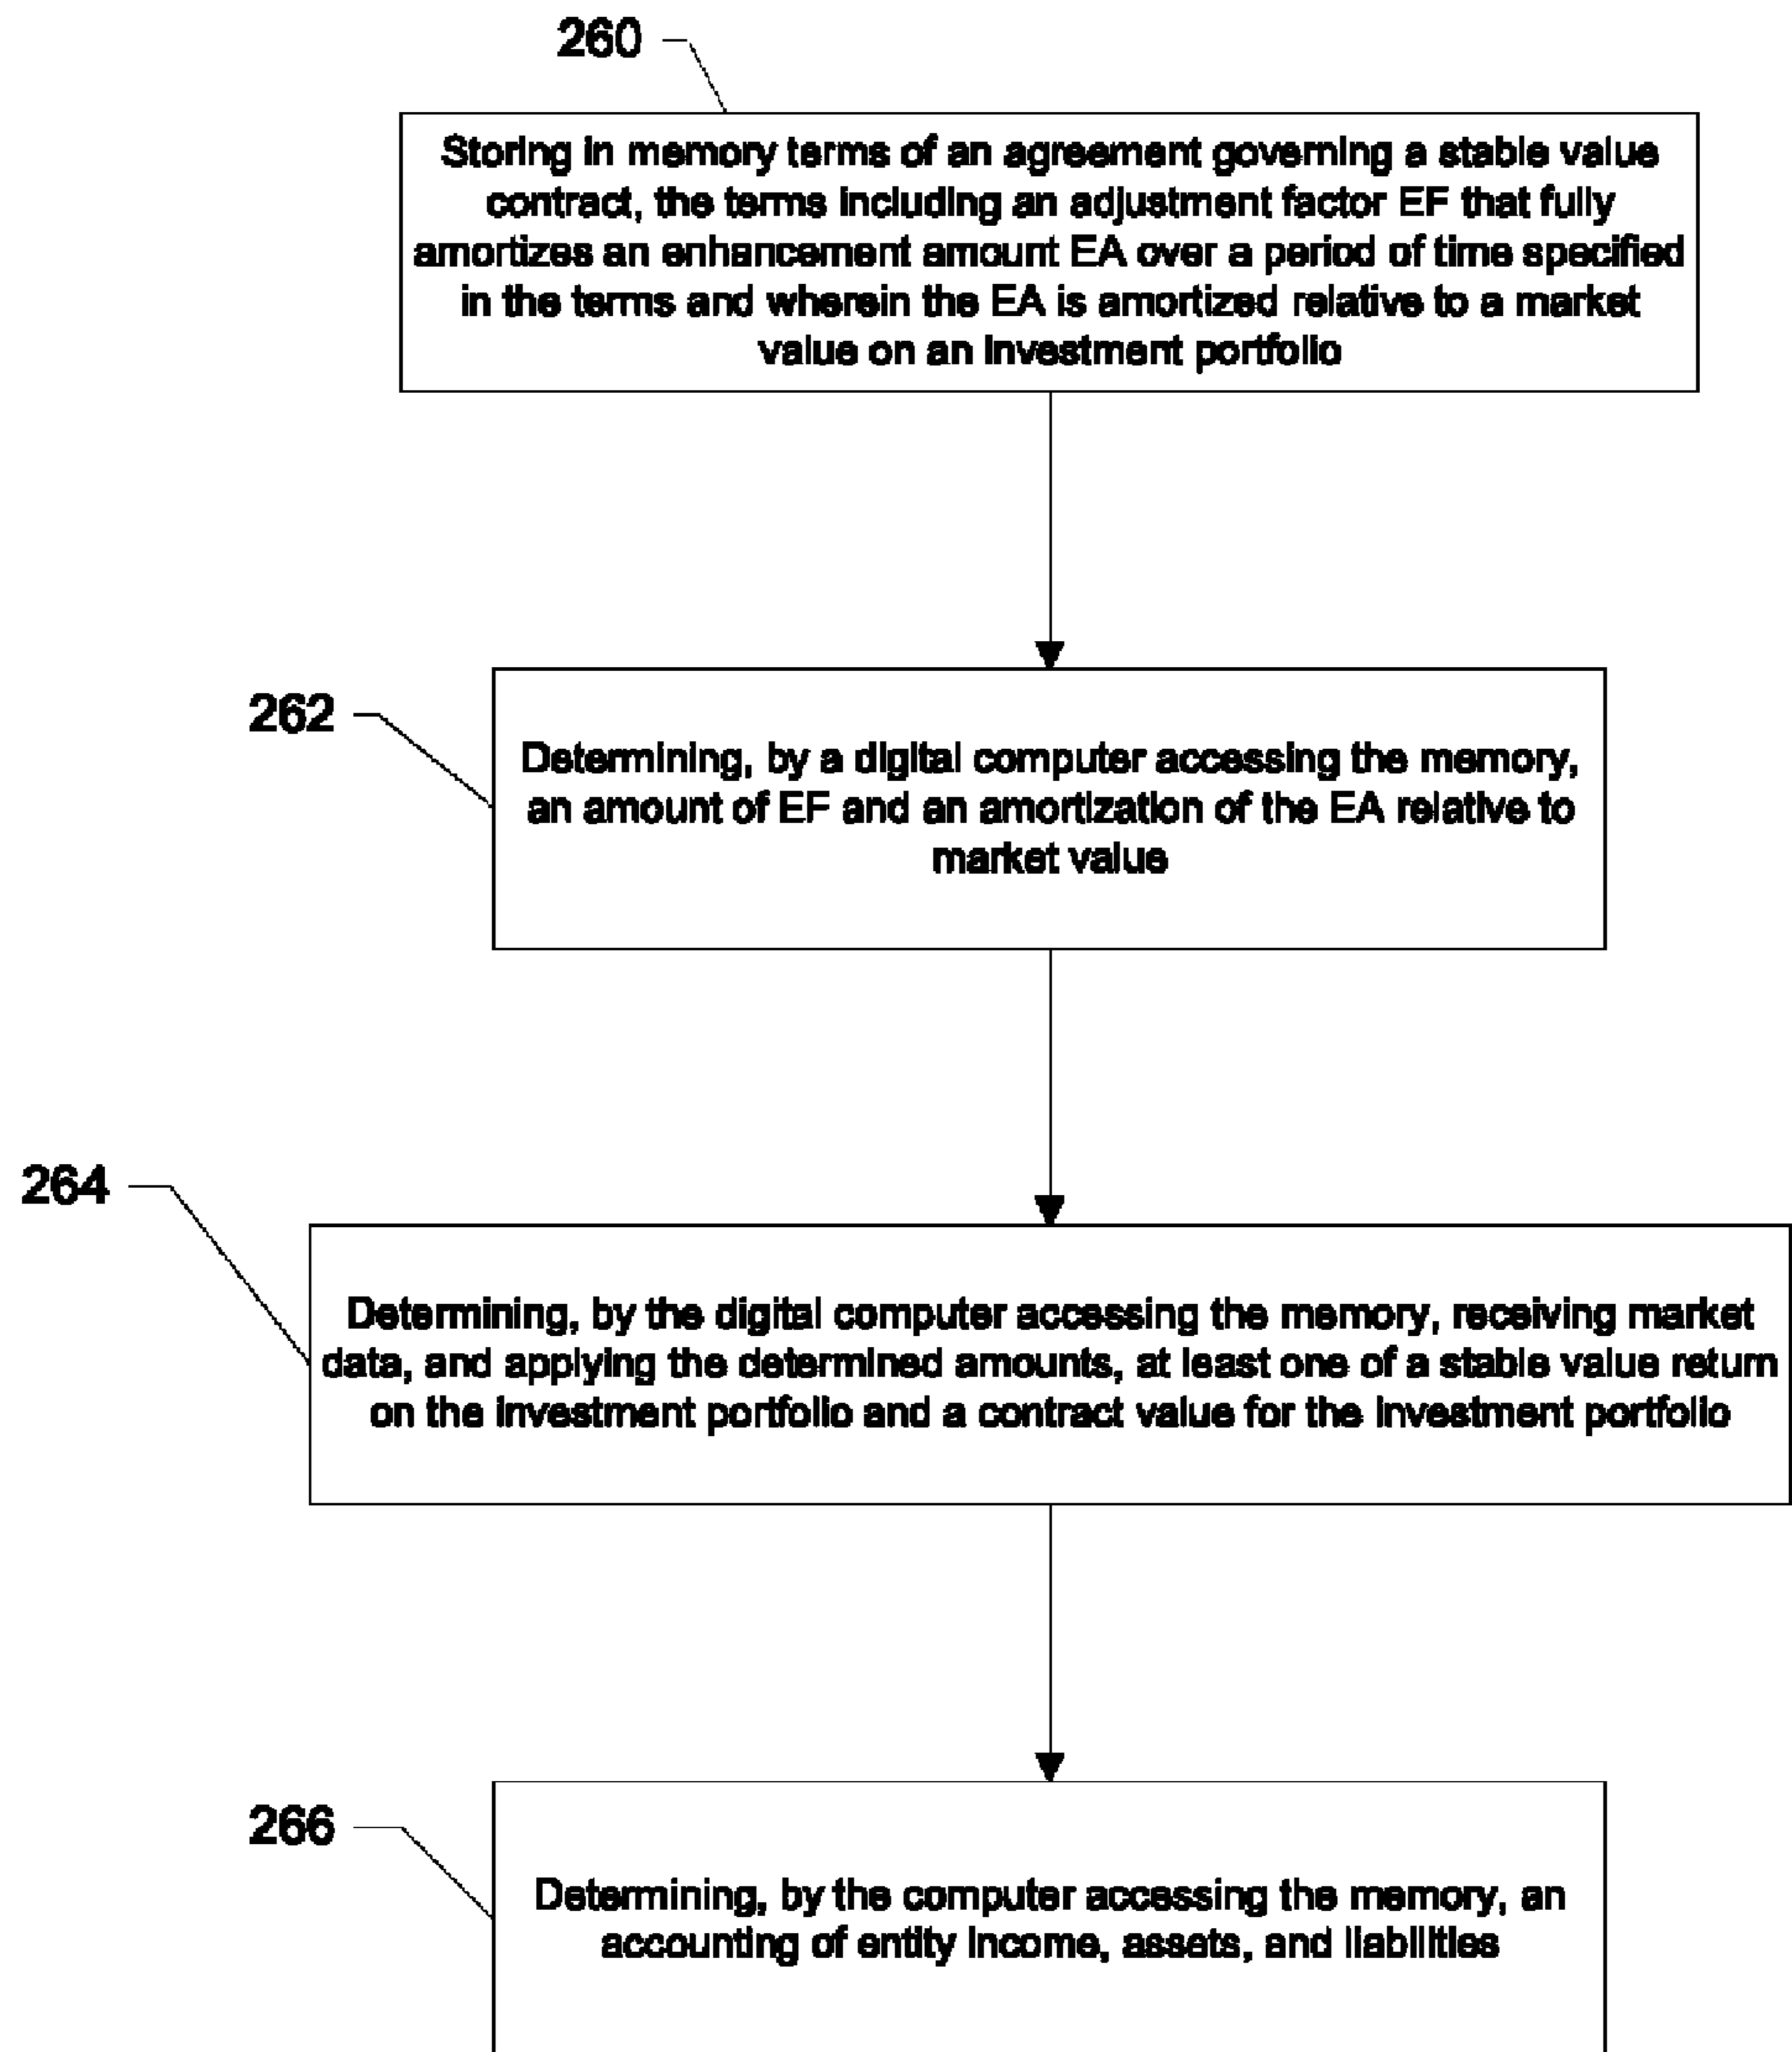 260
Storing in memory terms of an agreement governing a stable value
contract, the terms including an adjustment factor EF that fully
amortizes an enhancement amount EA over a period of time specified
in the terms and wherein the EA is amortized relative to a market
value on an investment portfolio
262
Determining, by a digital computer accessing the memory,
an amount of EF and an amortization of the EA relative to
market value
264
Determining, by the digital computer accessing the memory, receiving market
data, and applying the determined amounts, at least one of a stable value return
on the investment portfolio and a contract value for the investment portfolio
266
Determining, by the computer accessing the memory, an
accounting of entity income, assets, and liabilities